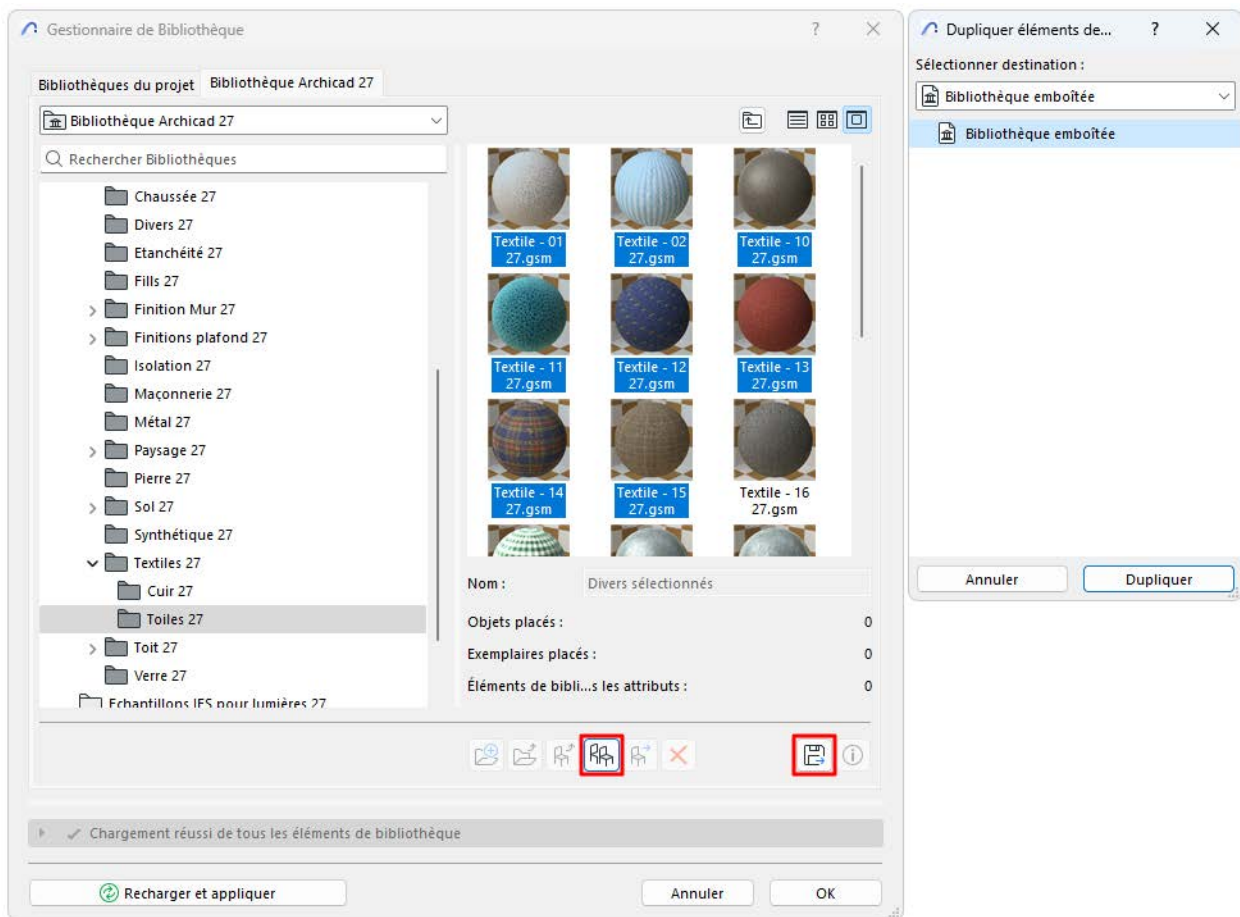 Gestionnaire de Bibliothèque
?
Bibliothèques du projet
Bibliothèque Archicad 27
Bibliothèque Archicad 27
Rechercher Bibliothèques
Chaussée 27
Divers 27
Etanchéité 27
Fills 27
Finition Mur 27
Finitions plafond 27
Isolation 27
Maçonnerie 27
Métal 27
Paysage 27
Pierre 27
Sol 27
Synthétique 27
Textiles 27
Cuir 27
Toiles 27
Toit 27
Verre 27
Echantillons IES pour lumières 27
Textile - 01
27.gsm
Textile - 02
27.gsm
Textile - 10
27.gsm
Textile - 11
27.gsm
Textile - 12
27.gsm
Textile - 13
27.gsm
Textile - 14
27.gsm
Textile - 15
27.gsm
Textile - 16
27.gsm
Nom :
Divers sélectionnés
Objets placés :
0
Exemplaires placés :
0
Éléments de bibli...s les attributs :
0
Chargement réussi de tous les éléments de bibliothèque
Recharger et appliquer
Annuler
OK
Dupliquer éléments de...
?
Sélectionner destination :
Bibliothèque emboîtée
Bibliothèque emboîtée
Annuler
Dupliquer